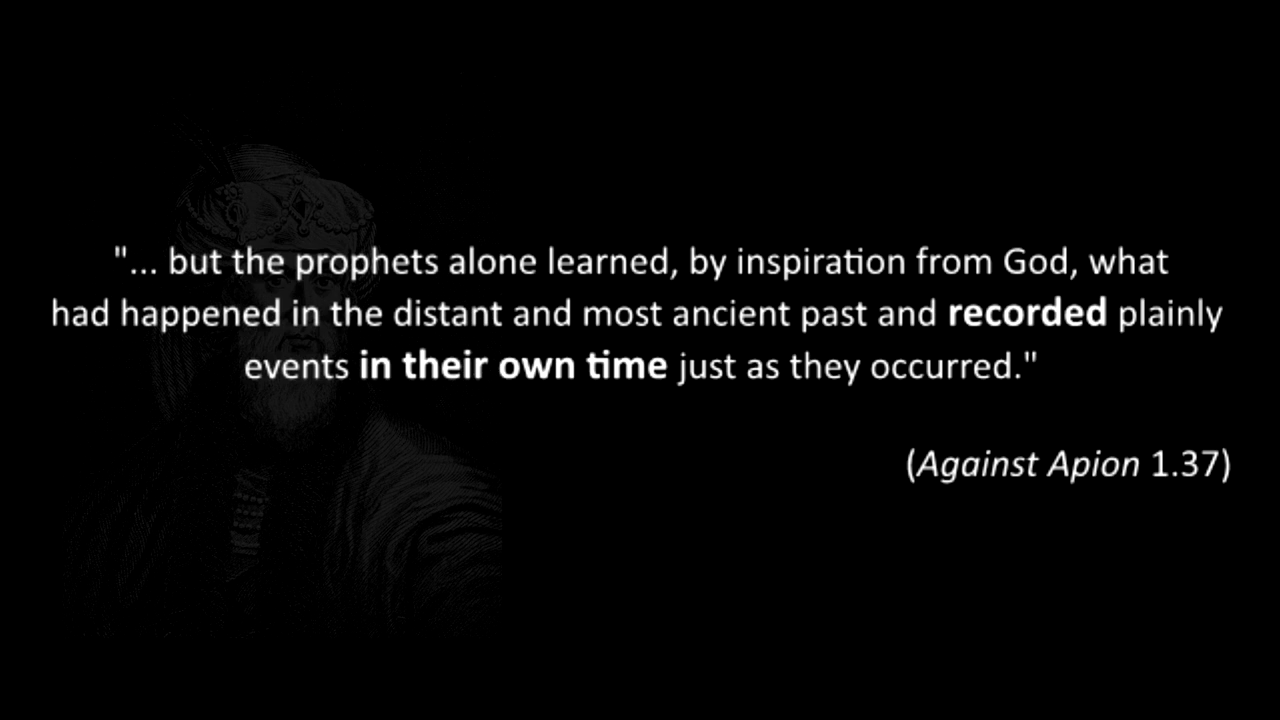 "... but the prophets alone learned, by inspiration from God, what
had happened in the distant and most ancient past and recorded plainly
events in their own time just as they occurred."
(Against Apion 1.37)